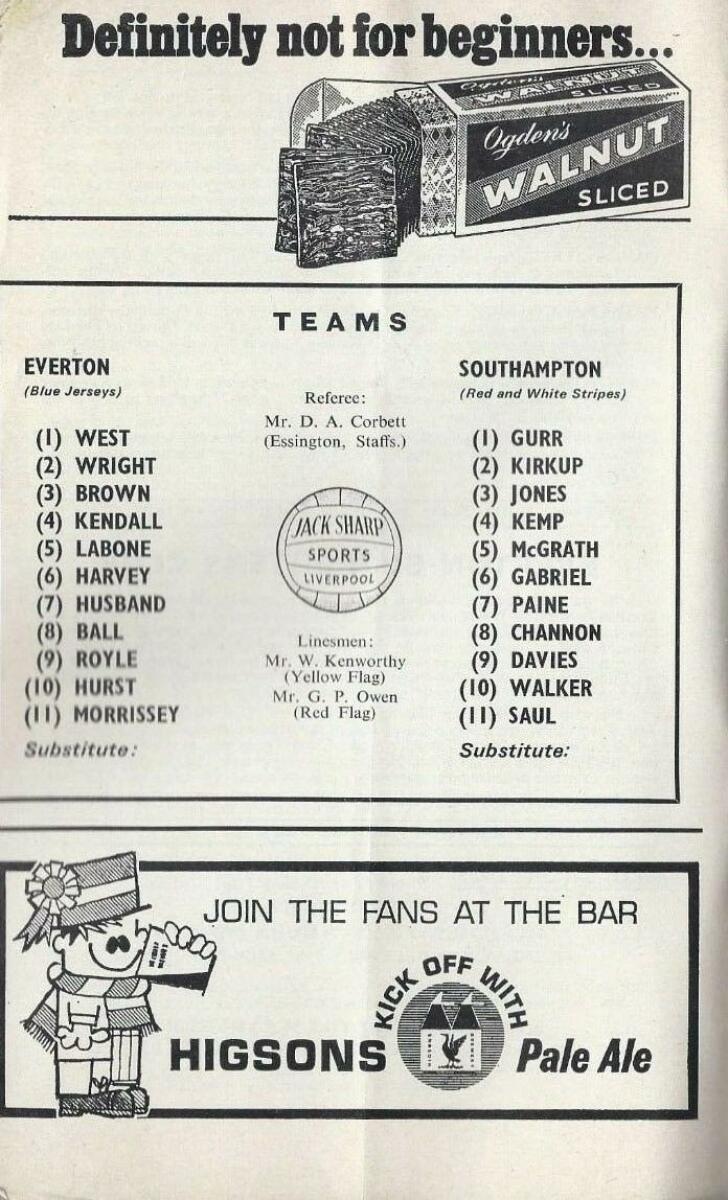 Definitely not for beginners...
Ogden's
WALNUT
SLICED
Ogden's
WALNUT
SLICED
TEAMS
EVERTON
(Blue Jerseys)
(1) WEST
(2) WRIGHT
(3) BROWN
(4) KENDALL
(5) LABONE
(6) HARVEY
(7) HUSBAND
(8) BALL
(9) ROYLE
(10) HURST
(11) MORRISSEY
Substitute:
Referee:
Mr. D. A. Corbett
(Essington, Staffs.)
JACK SHARP
SPORTS
LIVERPOOL
Linesmen:
Mr. W. Kenworthy
(Yellow Flag)
Mr. G. P. Owen
(Red Flag)
SOUTHAMPTON
(Red and White Stripes)
(1) GURR
(2) KIRKUP
(3) JONES
(4) KEMP
(5) McGRATH
(6) GABRIEL
(7) PAINE
(8) CHANNON
(9) DAVIES
(10) WALKER
(11) SAUL
Substitute:
JOIN THE FANS AT THE BAR
KICK OFF WITH
HIGSONS
Pale Ale